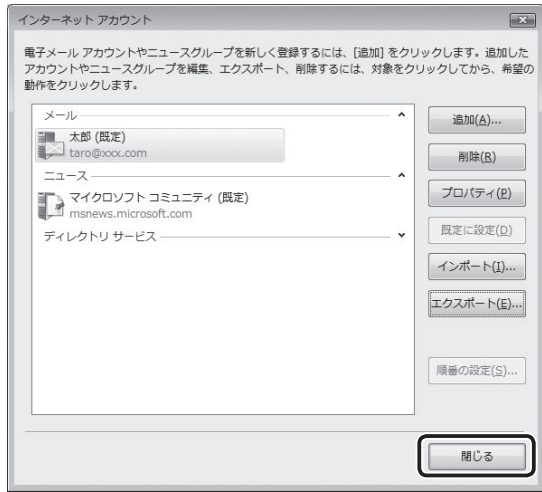 インターネット アカウント
電子メール アカウントやニュースグループを新しく登録するには、[追加] をクリックします。追加した
アカウントやニュースグループを編集、エクスポート、削除するには、対象をクリックしてから、希望の
動作をクリックします。
メール
太郎 (既定)
taro@xxx.com
ニュース
マイクロソフト コミュニティ (既定)
msnews.microsoft.com
ディレクトリ サービス
追加(A)...
削除(R)
プロパティ(P)
既定に設定(D)
インポート(I)...
エクスポート(E)...
順番の設定(S)...
閉じる